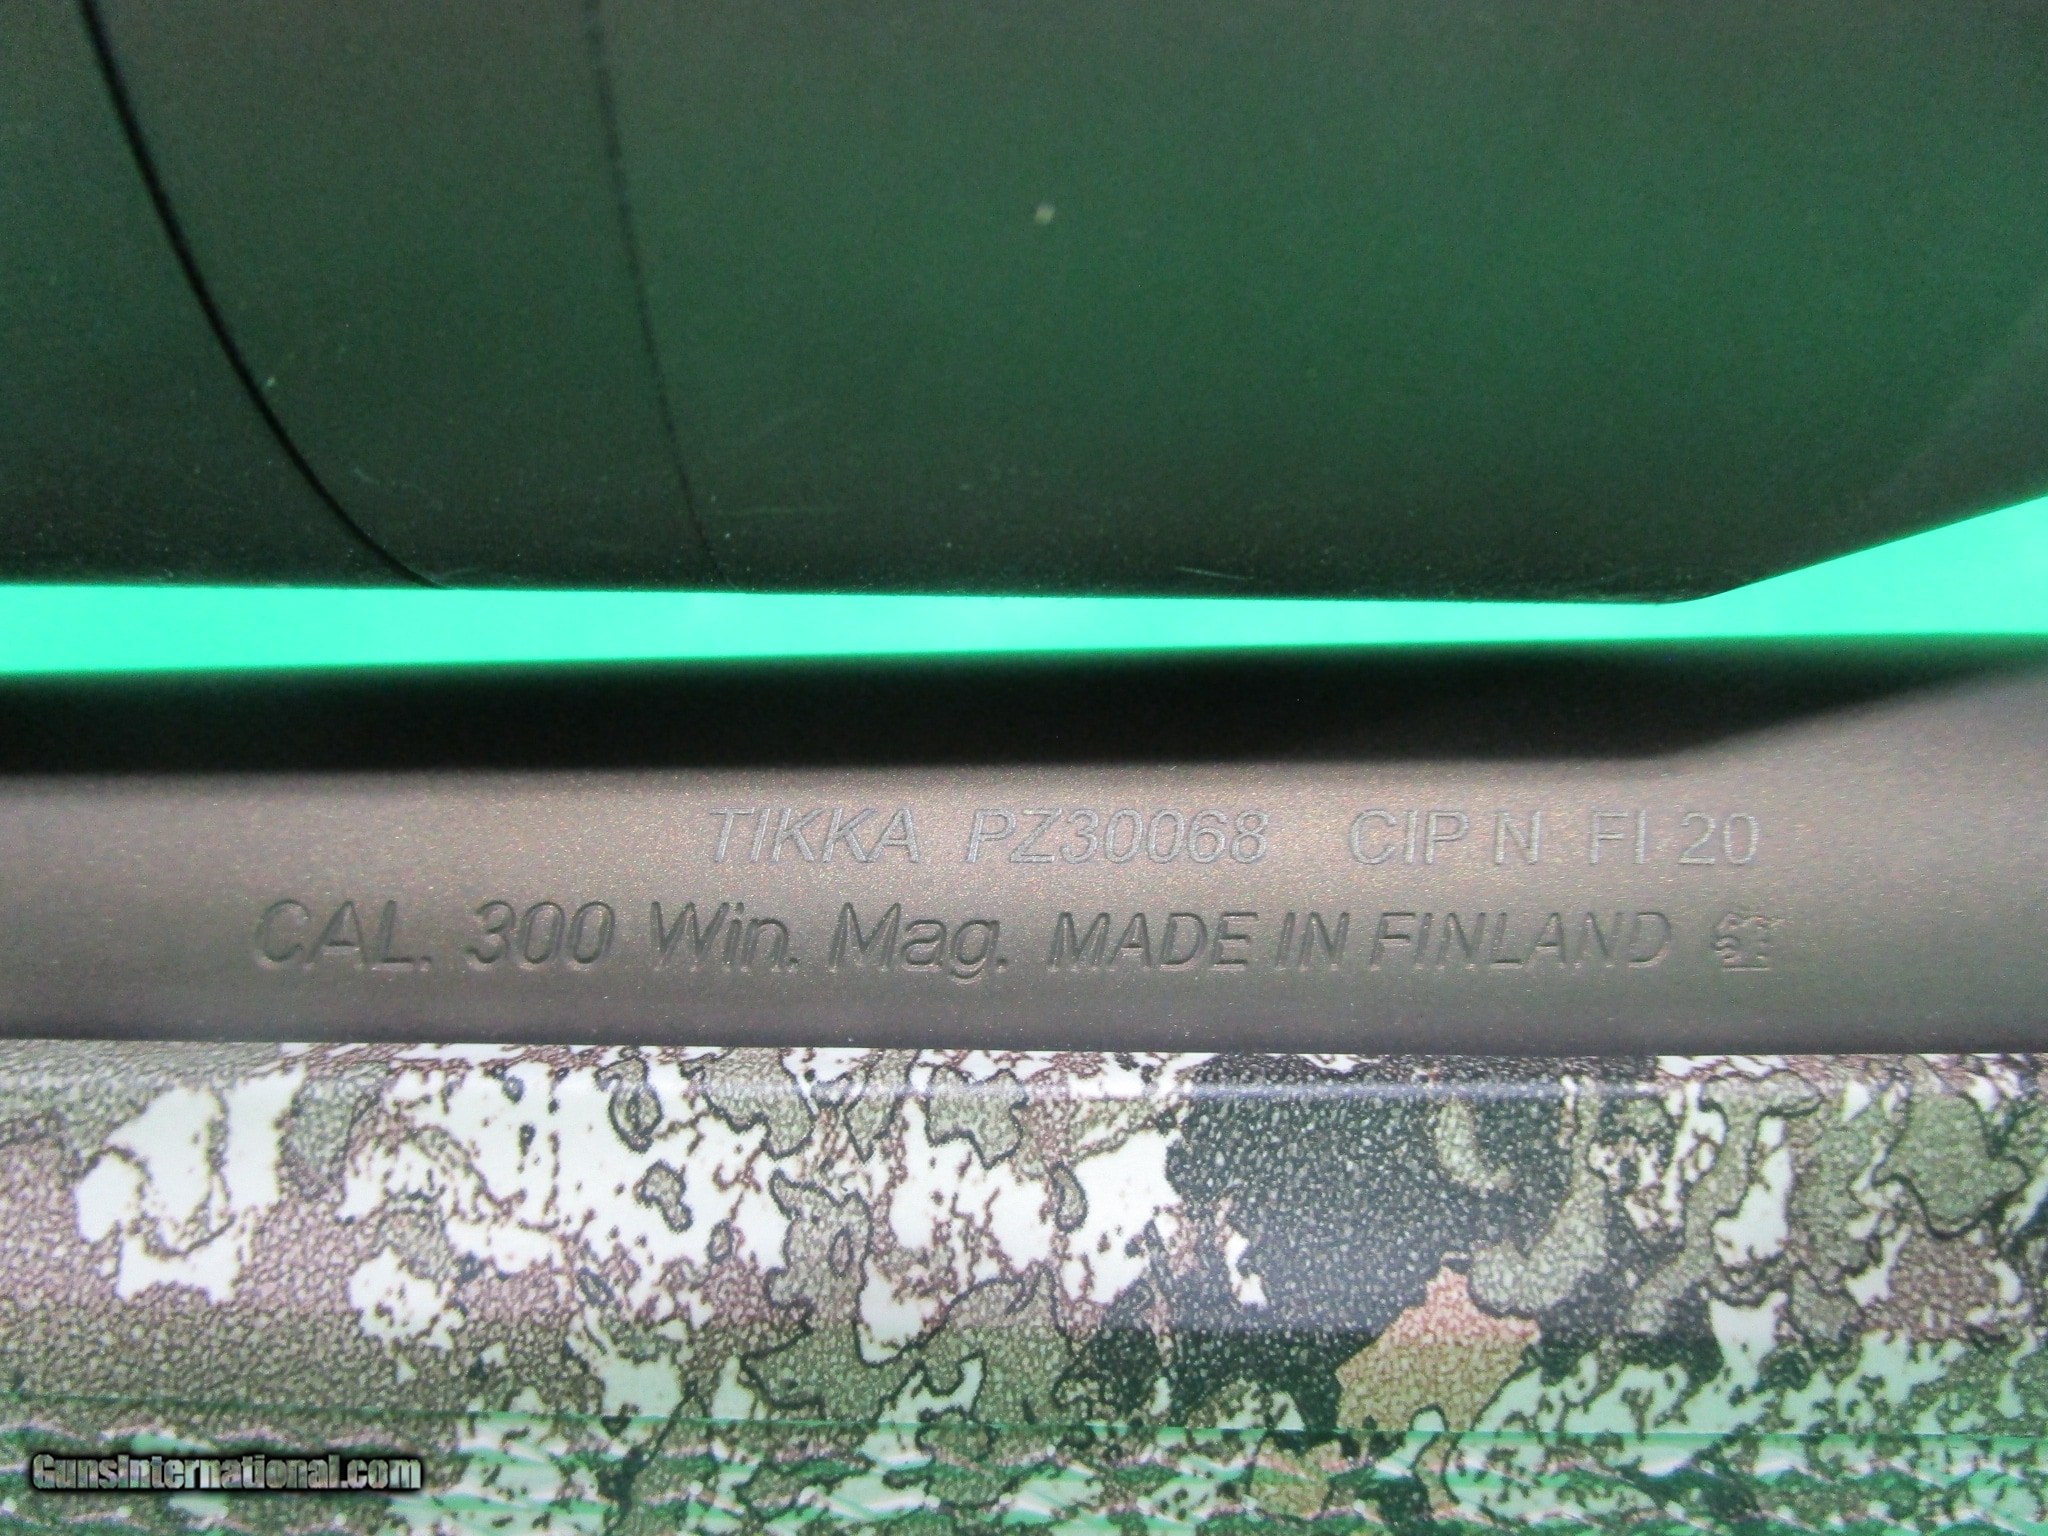 TIKKA PZ30068 CIP N FI 20
CAL. 300 Win. Mag. MADE IN FINLAND
GunsInternational.com